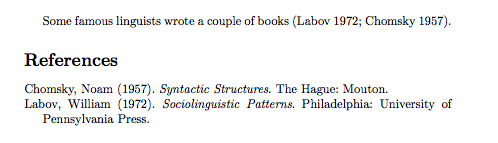 Some famous linguists wrote a couple of books (Labov 1972; Chomsky 1957).
References
Chomsky, Noam (1957). Syntactic Structures. The Hague: Mouton.
Labov, William (1972). Sociolinguistic Patterns. Philadelphia: University of
Pennsylvania Press.